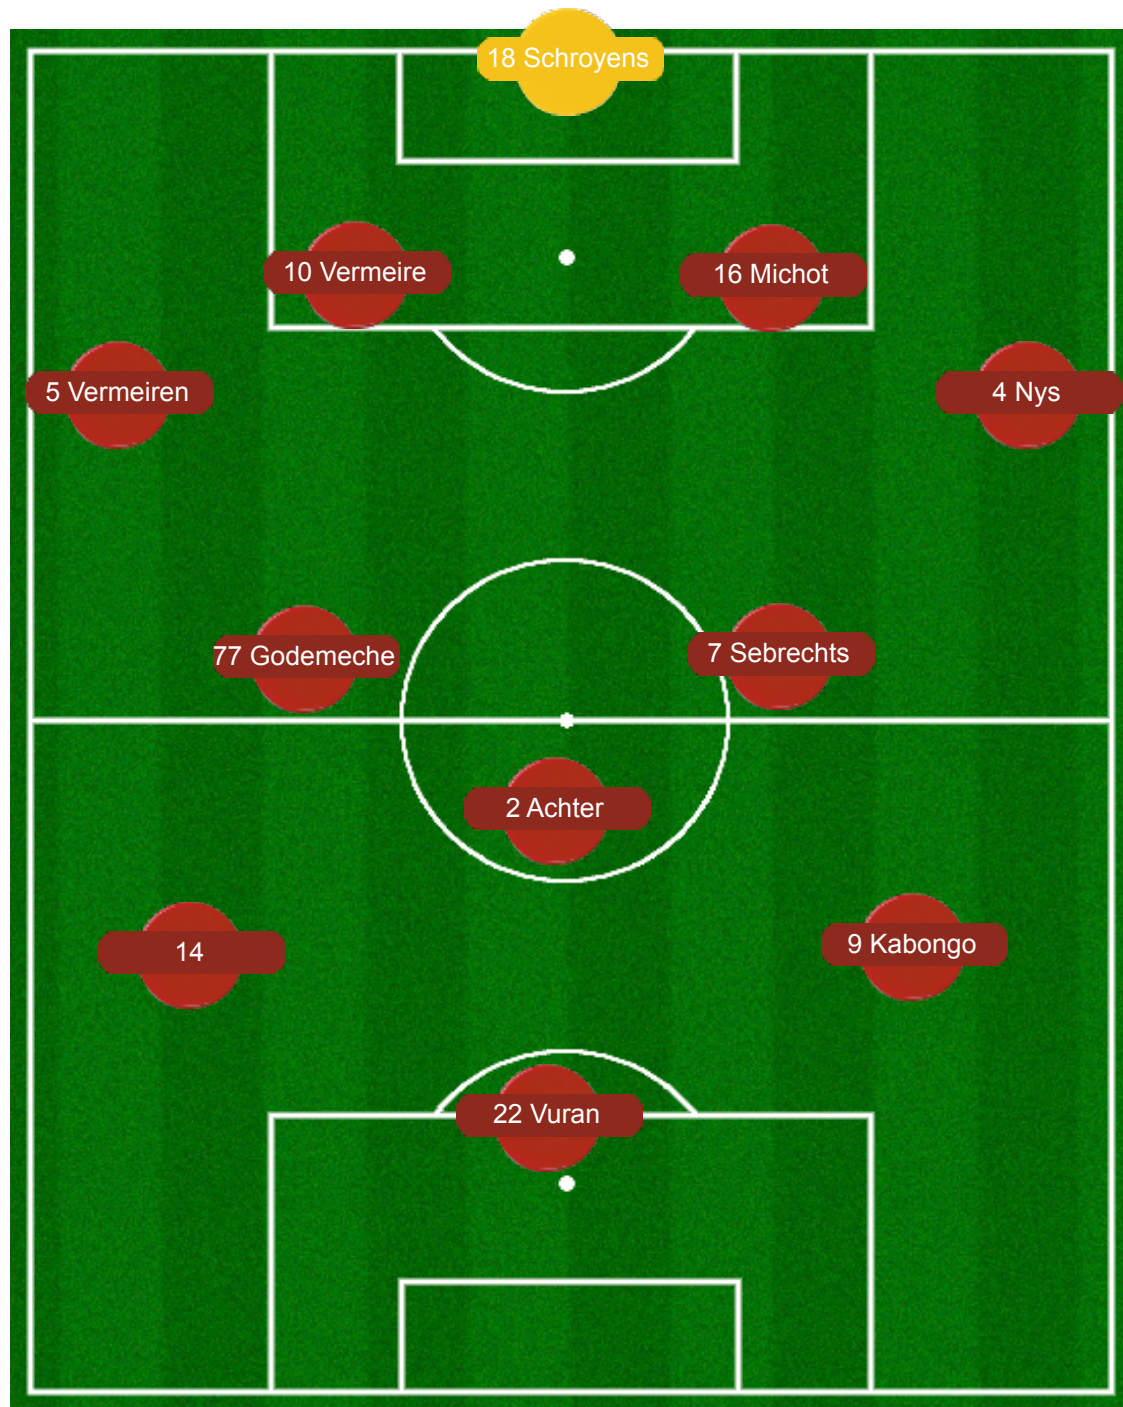 18 Schroyens
10 Vermeire
16 Michot
5 Vermeiren
4 Nys
77 Godemeche
7 Sebrechts
2 Achter
14
9 Kabongo
22 Vuran